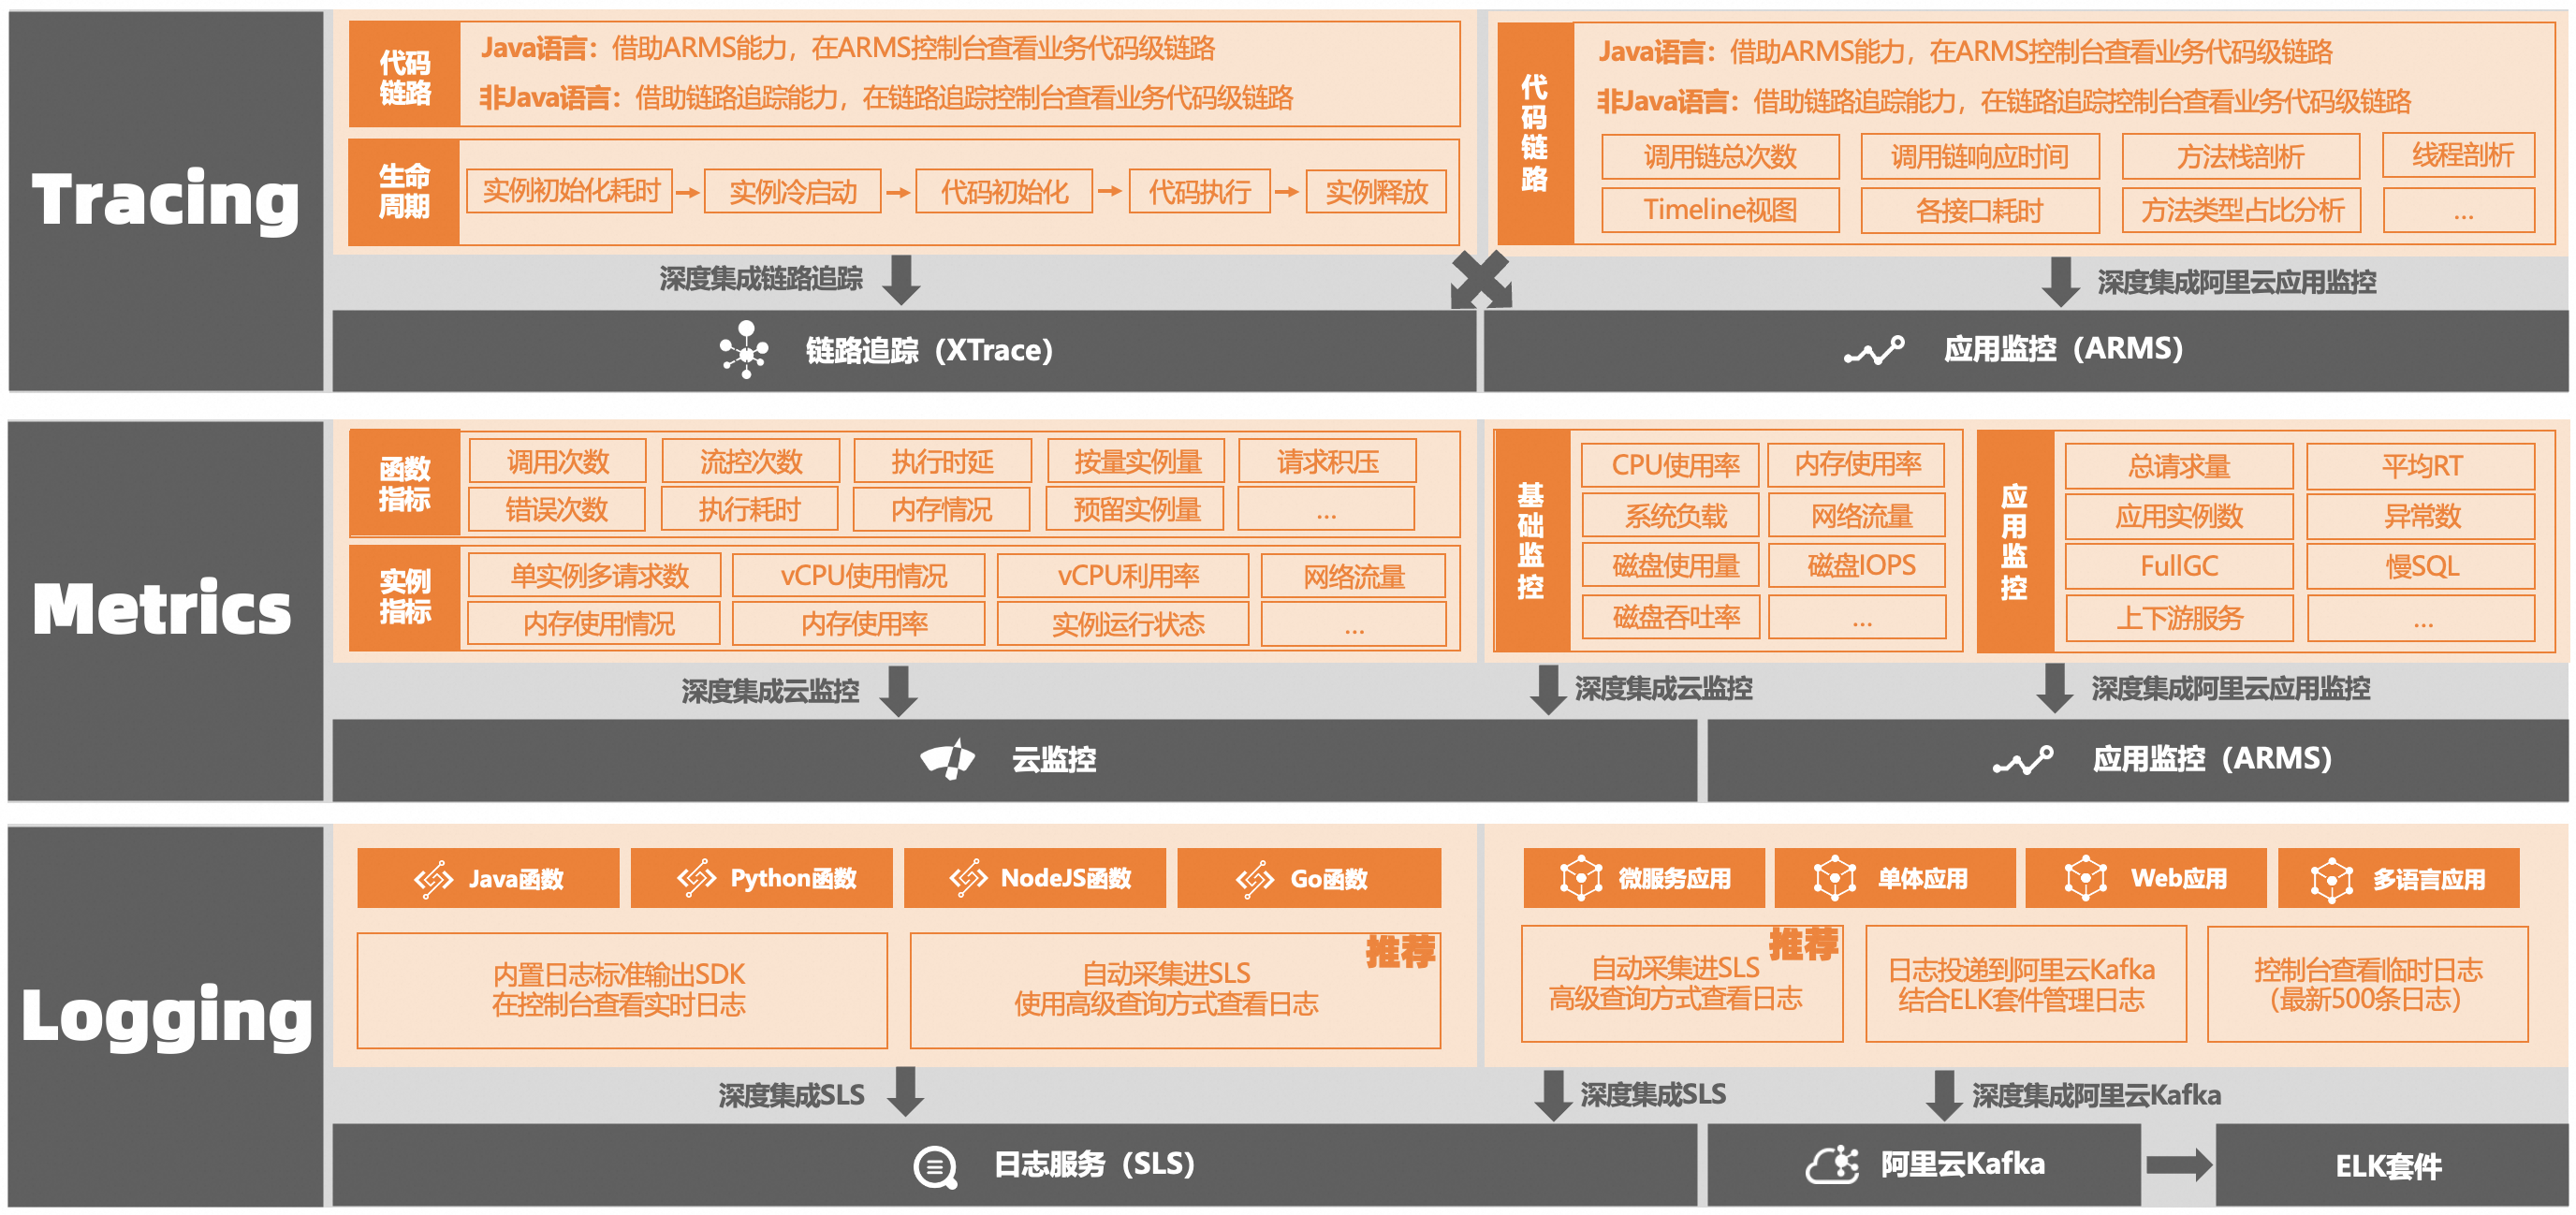 Tracing
代码
链路
Java语言：借助ARMS能力，在ARMS控制台查看业务代码级链路
非Java语言：借助链路追踪能力，在链路追踪控制台查看业务代码级链路
生命
周期
实例初始化耗时
实例冷启动
代码初始化
代码执行
实例释放
深度集成链路追踪
链路追踪（XTrace）
代
码
链
路
Java语言：借助ARMS能力，在ARMS控制台查看业务代码级链路
非Java语言：借助链路追踪能力，在链路追踪控制台查看业务代码级链路
调用链总次数
调用链响应时间
方法栈剖析
线程剖析
Timeline视图
各接口耗时
方法类型占比分析
...
深度集成阿里云应用监控
应用监控（ARMS）
Metrics
函数
指标
调用次数
流控次数
执行时延
按量实例量
请求积压
错误次数
执行耗时
内存情况
预留实例量
...
实例
指标
单实例多请求数
vCPU使用情况
vCPU利用率
网络流量
内存使用情况
内存使用率
实例运行状态
...
深度集成云监控
基
础
监
控
CPU使用率
内存使用率
系统负载
网络流量
磁盘使用量
磁盘IOPS
磁盘吞吐率
...
深度集成云监控
云监控
应
用
监
控
总请求量
平均RT
应用实例数
异常数
FullGC
慢SQL
上下游服务
...
深度集成阿里云应用监控
应用监控（ARMS）
Logging
Java函数
Python函数
NodeJS函数
Go函数
内置日志标准输出SDK
在控制台查看实时日志
推荐
自动采集进SLS
使用高级查询方式查看日志
深度集成SLS
微服务应用
单体应用
Web应用
多语言应用
推荐
自动采集进SLS
高级查询方式查看日志
日志投递到阿里云Kafka
结合ELK套件管理日志
控制台查看临时日志
（最新500条日志）
深度集成SLS
深度集成阿里云Kafka
日志服务（SLS）
阿里云Kafka
ELK套件